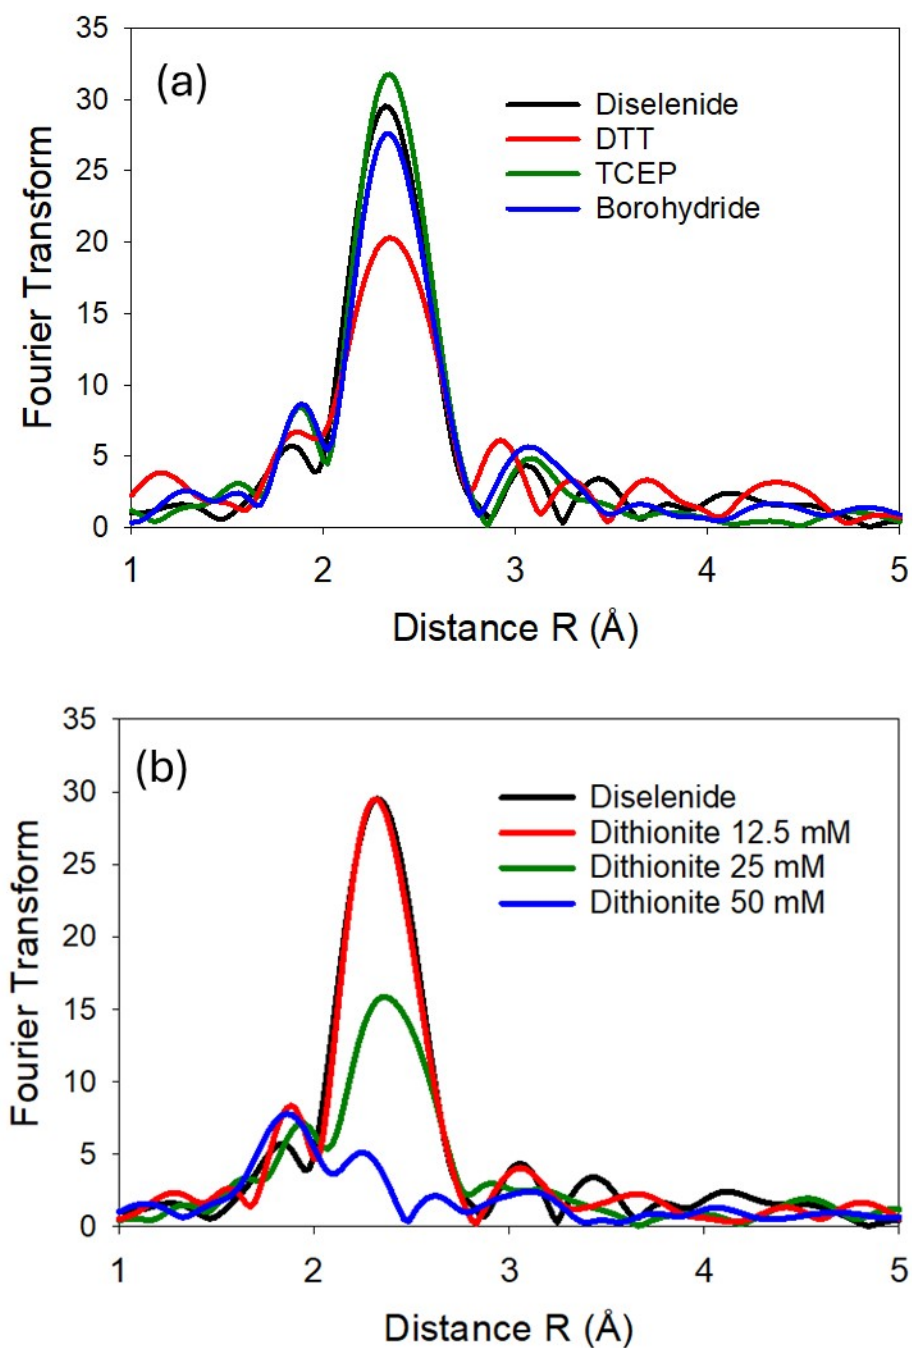 (a)
Diselenide
DTT
TCEP
Borohydride
Fourier Transform
35
30
25
20
15
10
5
0
1 2 3 4 5
Distance R (Å)
(b)
Diselenide
Dithionite 12.5 mM
Dithionite 25 mM
Dithionite 50 mM
Fourier Transform
35
30
25
20
15
10
5
0
1 2 3 4 5
Distance R (Å)